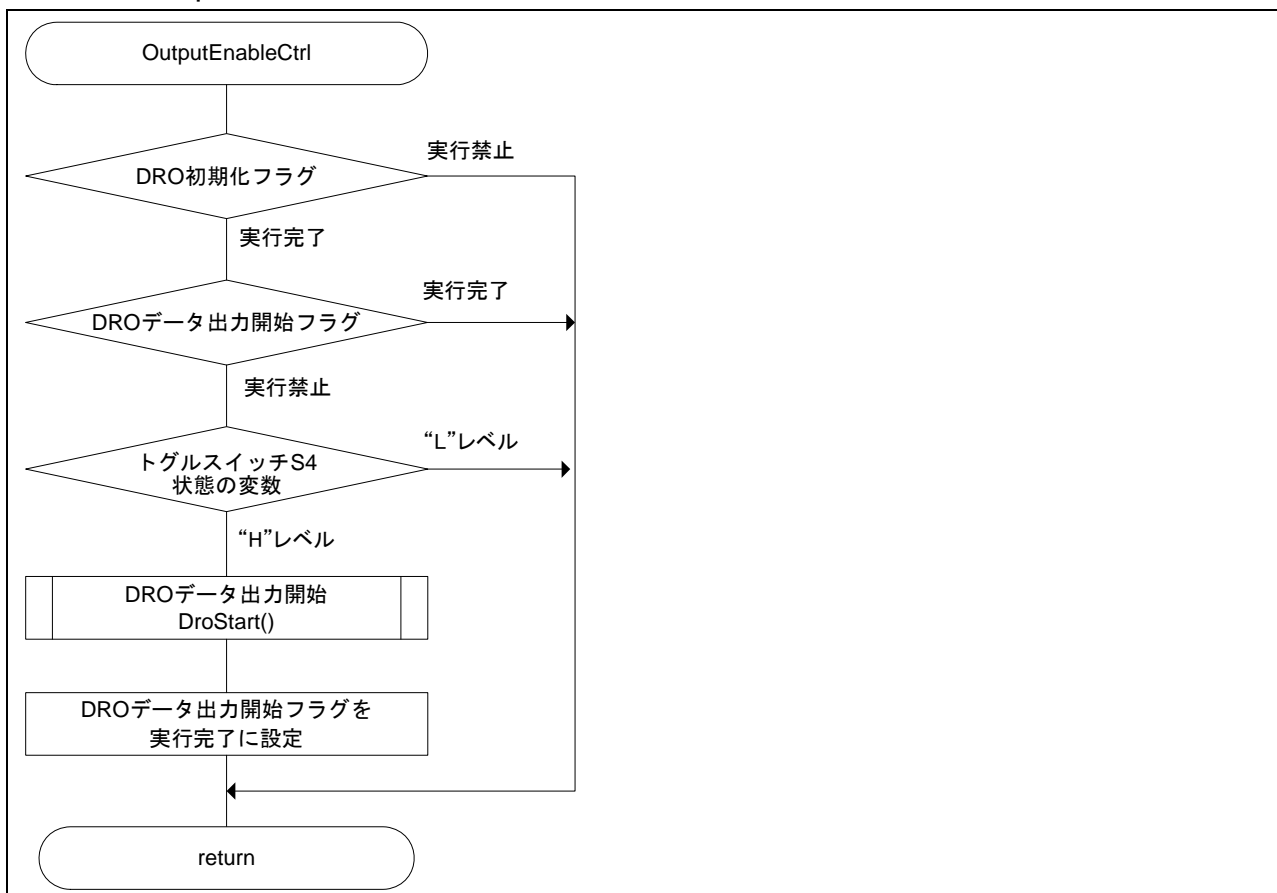 OutputEnableCtrl
実行禁止
DRO初期化フラグ
実行完了
実行完了
DROデータ出力開始フラグ
実行禁止
“L”レベル
トグルスイッチS4
状態の変数
“H”レベル
DROデータ出力開始
DroStart()
DROデータ出力開始フラグを
実行完了に設定
return